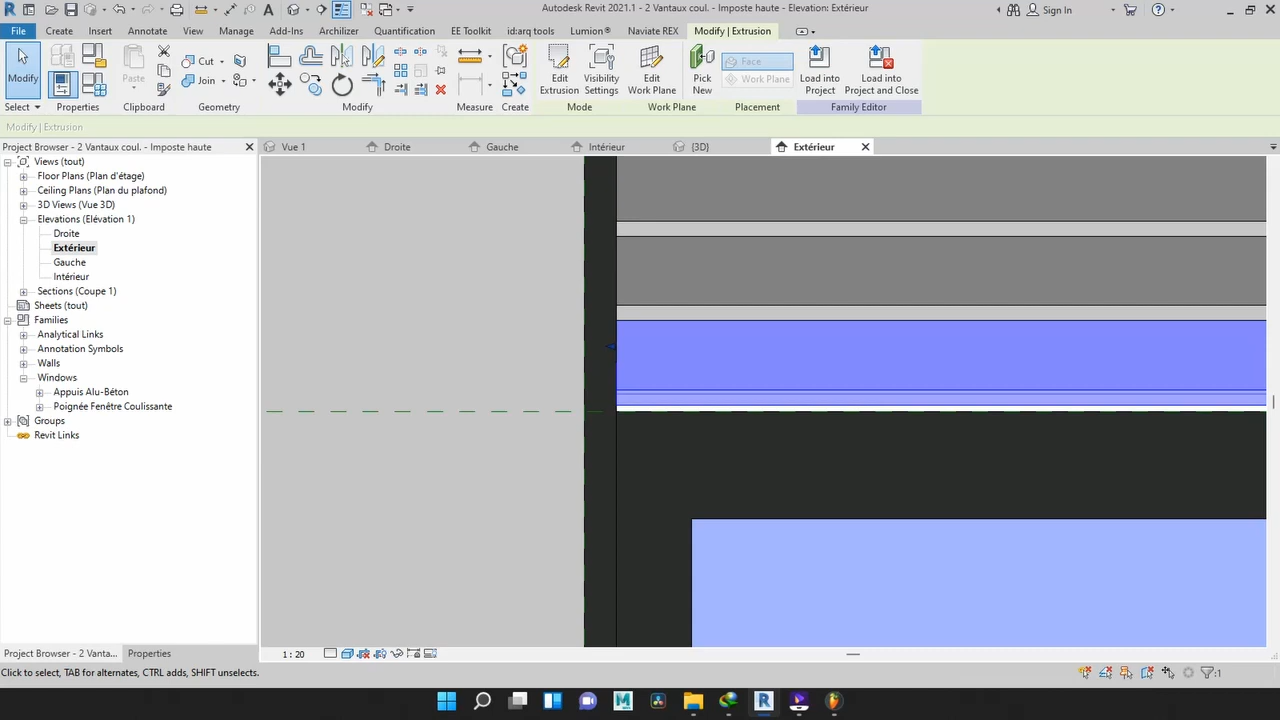 Autodesk Revit 2021.1 - 2 Vantaux coul. - Imposte haute - Elevation: Extérieur
Sign In
File Create Insert Annotate View Manage Add-Ins Archilizer Quantification EE Toolkit id:arq tools Lumion® Naviate REX Modify | Extrusion
Modify
Paste
Cut
Join
Edit Extrusion
Visibility Settings
Edit Work Plane
Pick New
Face
Work Plane
Load into Project
Load into Project and Close
Select Properties Clipboard Geometry Modify Measure Create Mode Work Plane Placement Family Editor
Modify | Extrusion
Project Browser - 2 Vantaux coul. - Imposte haute
Vue 1 Droite Gauche Intérieur {3D} Extérieur
Views (tout)
Floor Plans (Plan d'étage)
Ceiling Plans (Plan du plafond)
3D Views (Vue 3D)
Elevations (Elévation 1)
Droite
Extérieur
Gauche
Intérieur
Sections (Coupe 1)
Sheets (tout)
Families
Analytical Links
Annotation Symbols
Walls
Windows
Appuis Alu-Béton
Poignée Fenêtre Coulissante
Groups
Revit Links
Project Browser - 2 Vanta... Properties
1 : 20
Click to select, TAB for alternates, CTRL adds, SHIFT unselects.
:1